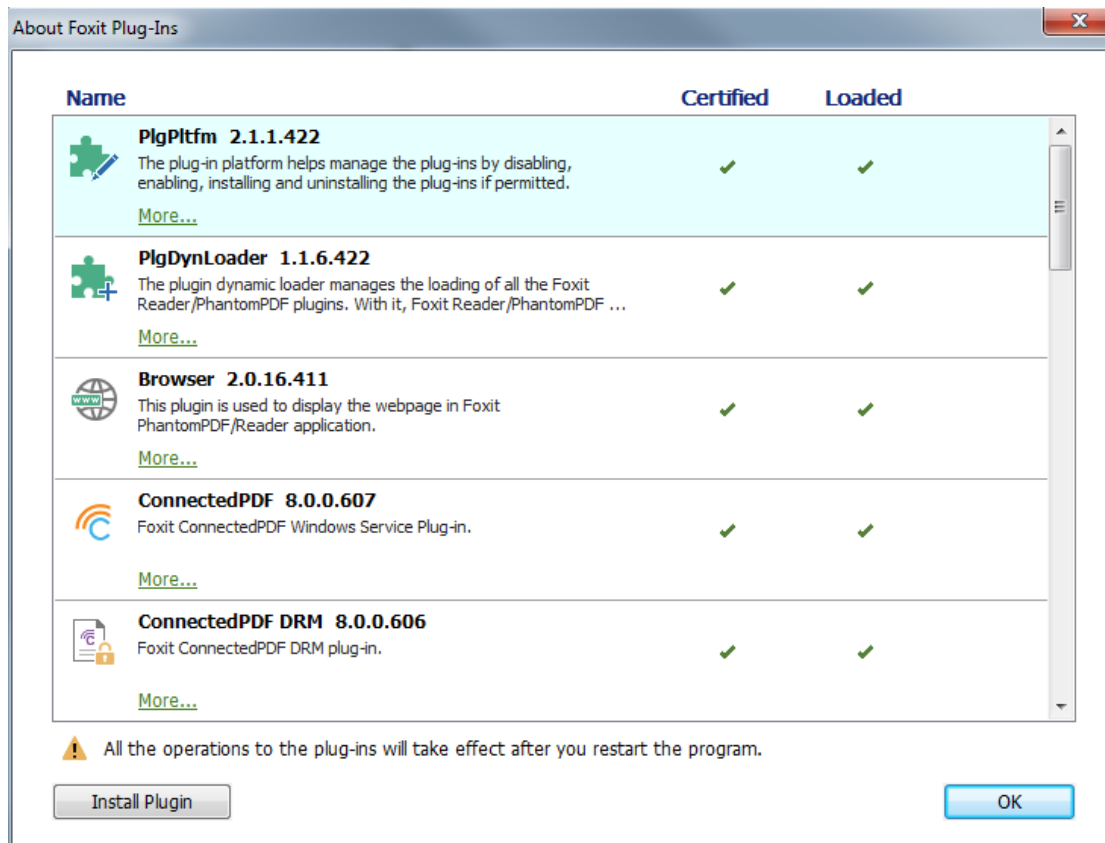 About Foxit Plug-Ins
Name Certified Loaded
PlgPltfm 2.1.1.422
The plug-in platform helps manage the plug-ins by disabling,
enabling, installing and uninstalling the plug-ins if permitted.
More...
PlgDynLoader 1.1.6.422
The plugin dynamic loader manages the loading of all the Foxit
Reader/PhantomPDF plugins. With it, Foxit Reader/PhantomPDF ...
More...
Browser 2.0.16.411
www
This plugin is used to display the webpage in Foxit
PhantomPDF/Reader application.
More...
ConnectedPDF 8.0.0.607
Foxit ConnectedPDF Windows Service Plug-in.
More...
ConnectedPDF DRM 8.0.0.606
Foxit ConnectedPDF DRM plug-in.
More...
All the operations to the plug-ins will take effect after you restart the program.
Install Plugin OK